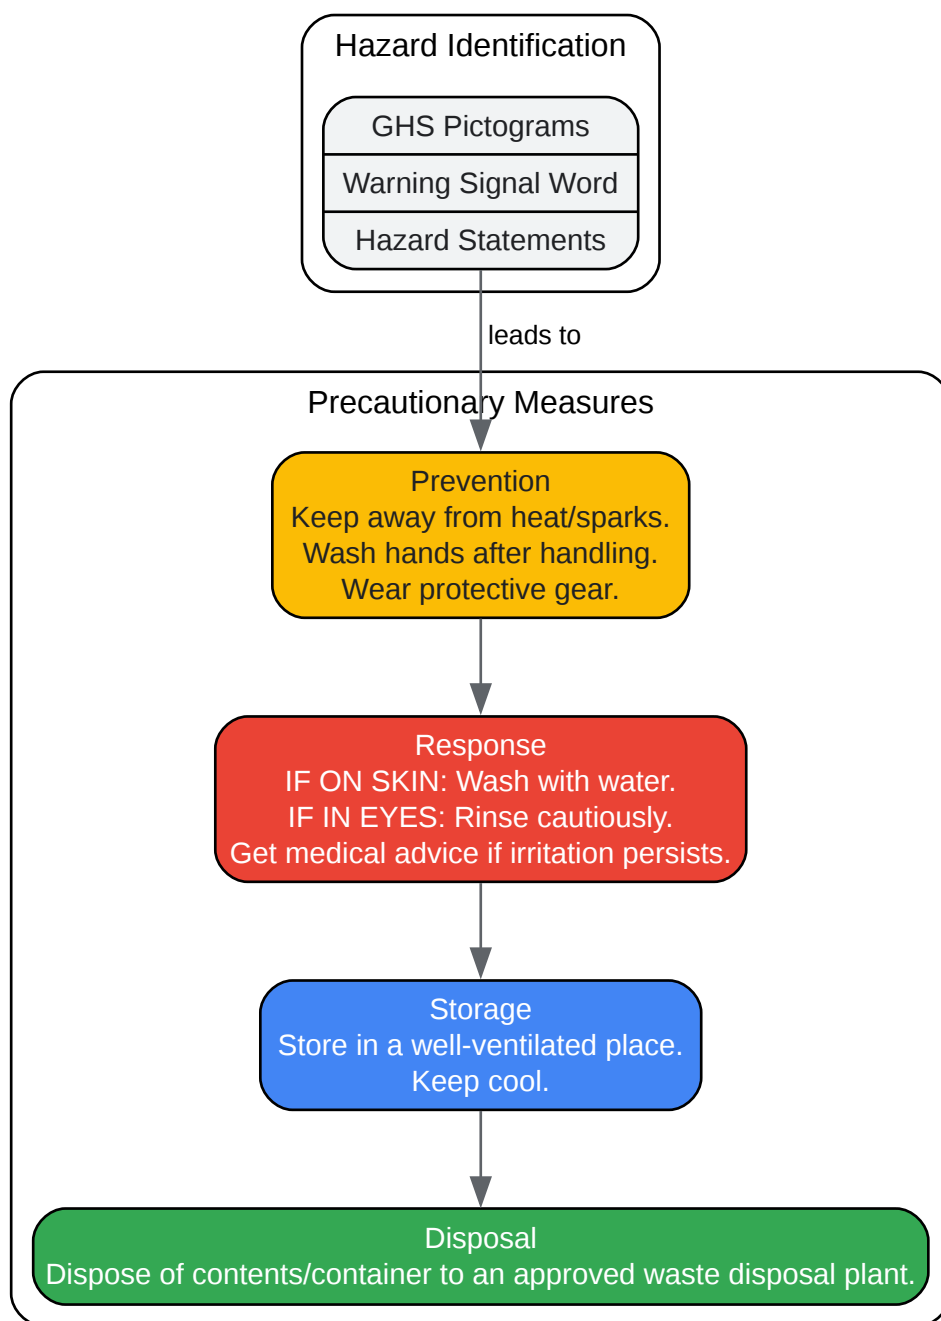 Hazard Identification
GHS Pictograms
Warning Signal Word
Hazard Statements
leads to
Precautionary Measures
Prevention
Keep away from heat/sparks.
Wash hands after handling.
Wear protective gear.
Response
IF ON SKIN: Wash with water.
IF IN EYES: Rinse cautiously.
Get medical advice if irritation persists.
Storage
Store in a well-ventilated place.
Keep cool.
Disposal
Dispose of contents/container to an approved waste disposal plant.